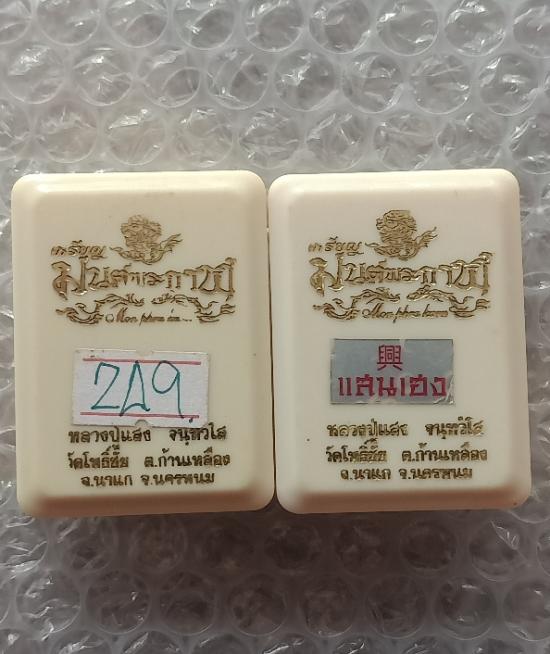 เหรียญ
มนต์พระกาฬ
Mon phra
249
หลวงปู่แสง จนฺทวํโส
วัดโพธิ์ชัย ต.ก้านเหลือง
อ.นาแก จ.นครพนม
เหรียญ
มนต์พระกาฬ
Mon phra karn
興
แสนเฮง
หลวงปู่แสง จนฺทวํโส
วัดโพธิ์ชัย ต.ก้านเหลือง
อ.นาแก จ.นครพนม